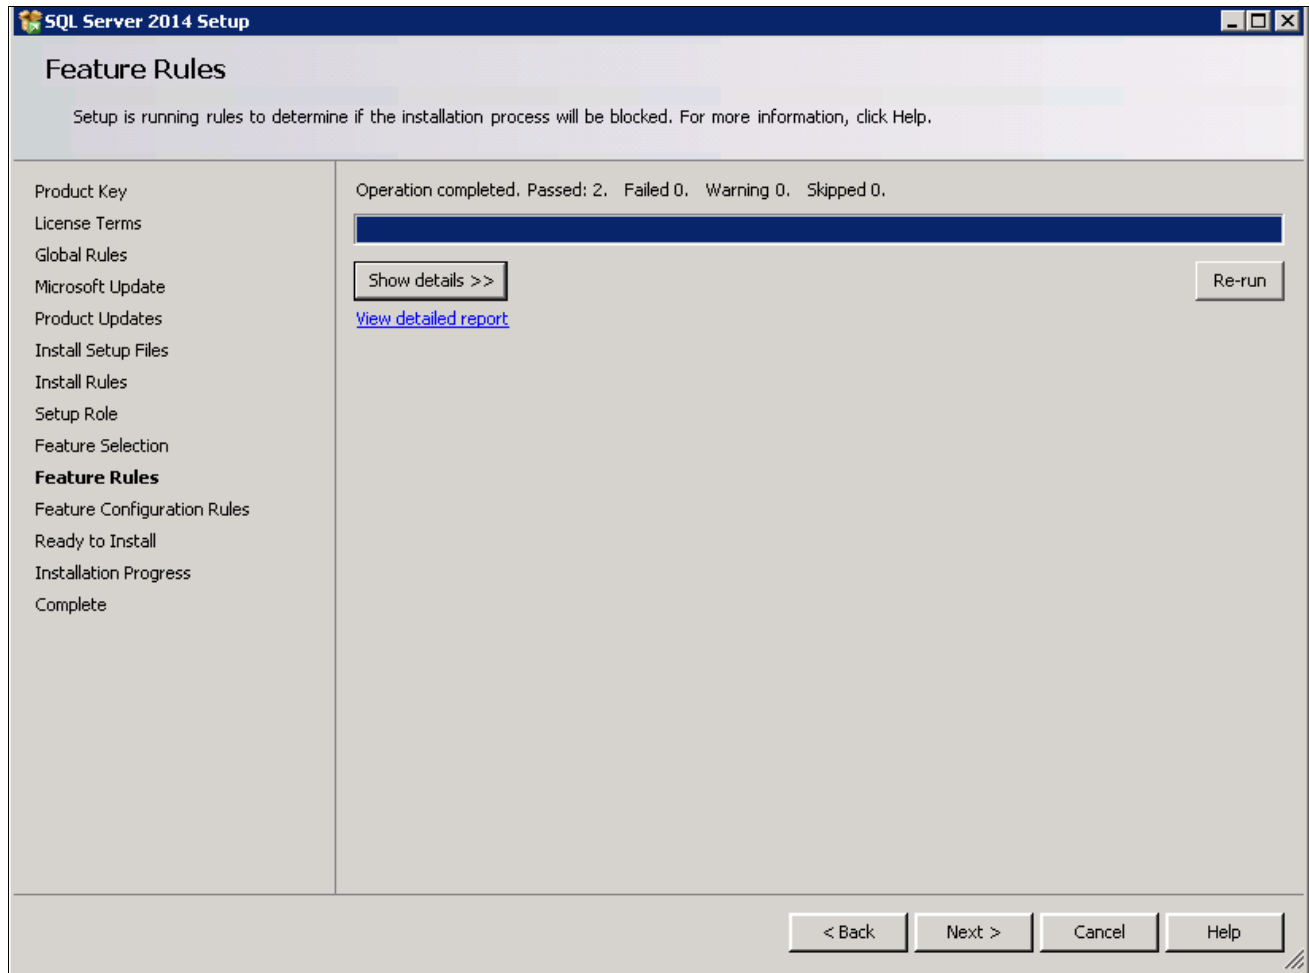 SQL Server 2014 Setup
Feature Rules
Setup is running rules to determine if the installation process will be blocked. For more information, click Help.
Product Key
License Terms
Global Rules
Microsoft Update
Product Updates
Install Setup Files
Install Rules
Setup Role
Feature Selection
Feature Rules
Feature Configuration Rules
Ready to Install
Installation Progress
Complete
Operation completed. Passed: 2. Failed 0. Warning 0. Skipped 0.
Show details >>
Re-run
View detailed report
< Back
Next >
Cancel
Help